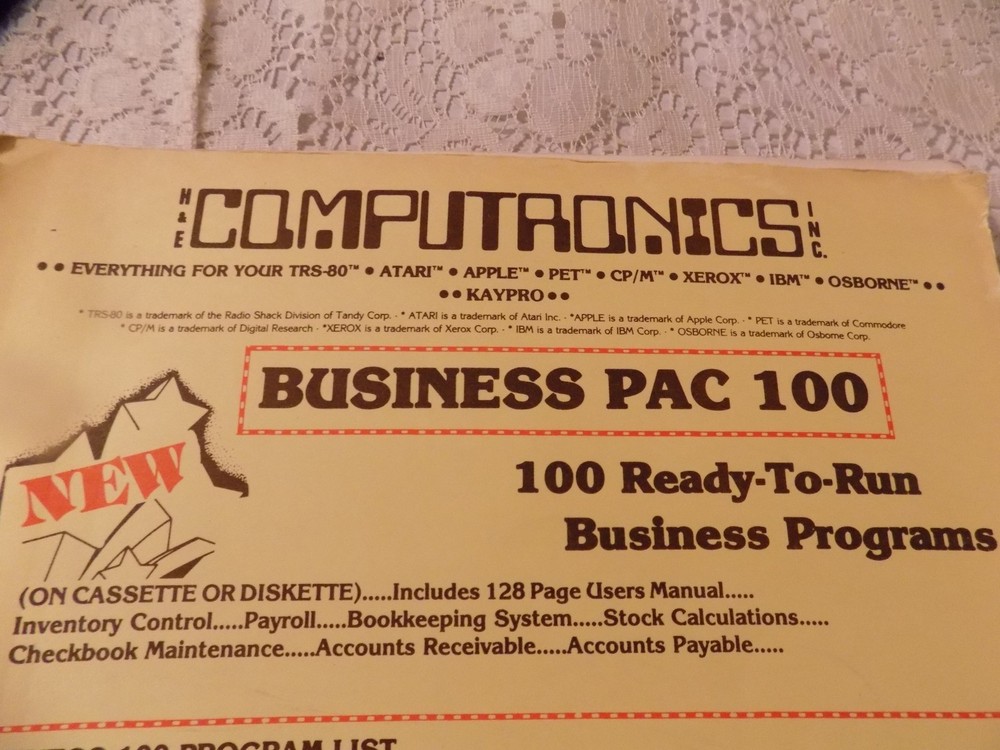 H & E COMPUTRONICS INC.
• • EVERYTHING FOR YOUR TRS-80™ • ATARI™ • APPLE™ • PET™ • CP/M™ • XEROX™ • IBM™ • OSBORNE™ • •
• • KAYPRO • •
* TRS-80 is a trademark of the Radio Shack Division of Tandy Corp. - * ATARI is a trademark of Atari Inc. - *APPLE is a trademark of Apple Corp. - * PET is a trademark of Commodore
* CP/M is a trademark of Digital Research - *XEROX is a trademark of Xerox Corp. - * IBM is a trademark of IBM Corp. - * OSBORNE is a trademark of Osborne Corp.
BUSINESS PAC 100
NEW
100 Ready-To-Run
Business Programs
(ON CASSETTE OR DISKETTE).....Includes 128 Page Users Manual.....
Inventory Control.....Payroll.....Bookkeeping System.....Stock Calculations.....
Checkbook Maintenance.....Accounts Receivable.....Accounts Payable.....
100 PROGRAM LIST